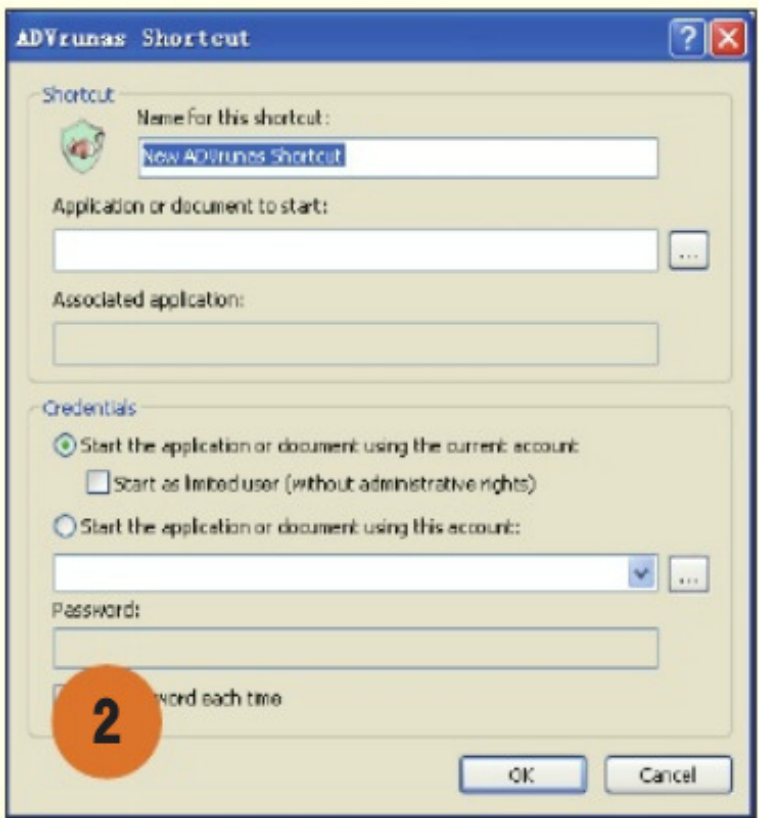 ADVrunas Shortcut
Shortcut
Name for this shortcut:
New ADVrunas Shortcut
Application or document to start:
...
Associated application:
Credentials
Start the application or document using the current account
Start as limited user (without administrative rights)
Start the application or document using this account:
...
Password:
each time
2
OK
Cancel